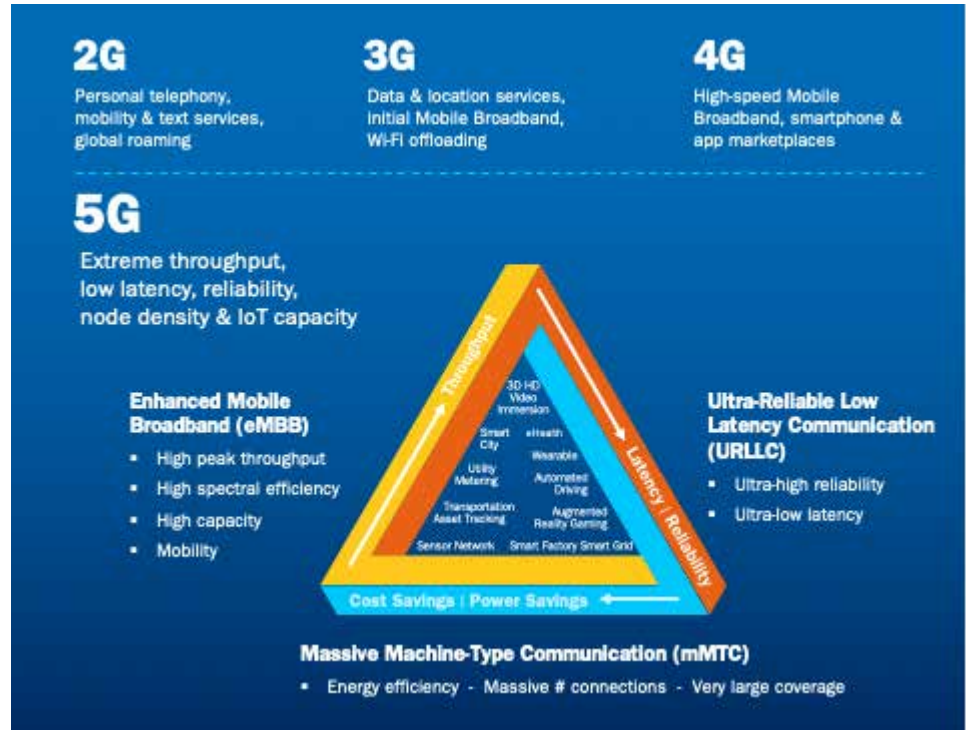 2G
Personal telephony,
mobility & text services,
global roaming
3G
Data & location services,
initial Mobile Broadband,
Wi-Fi offloading
4G
High-speed Mobile
Broadband, smartphone &
app marketplaces
5G
Extreme throughput,
low latency, reliability,
node density & IoT capacity
Enhanced Mobile
Broadband (eMBB)
▪ High peak throughput
▪ High spectral efficiency
▪ High capacity
▪ Mobility
Throughput
3D HD
Video
Immersion
Smart
City
eHealth
Wearable
Utility
Metering
Automated
Driving
Transportation
Asset Tracking
Augmented
Reality Gaming
Sensor Network
Smart Factory Smart Grid
Latency | Reliability
Cost Savings | Power Savings
Ultra-Reliable Low
Latency Communication
(URLLC)
▪ Ultra-high reliability
▪ Ultra-low latency
Massive Machine-Type Communication (mMTC)
▪ Energy efficiency - Massive # connections - Very large coverage